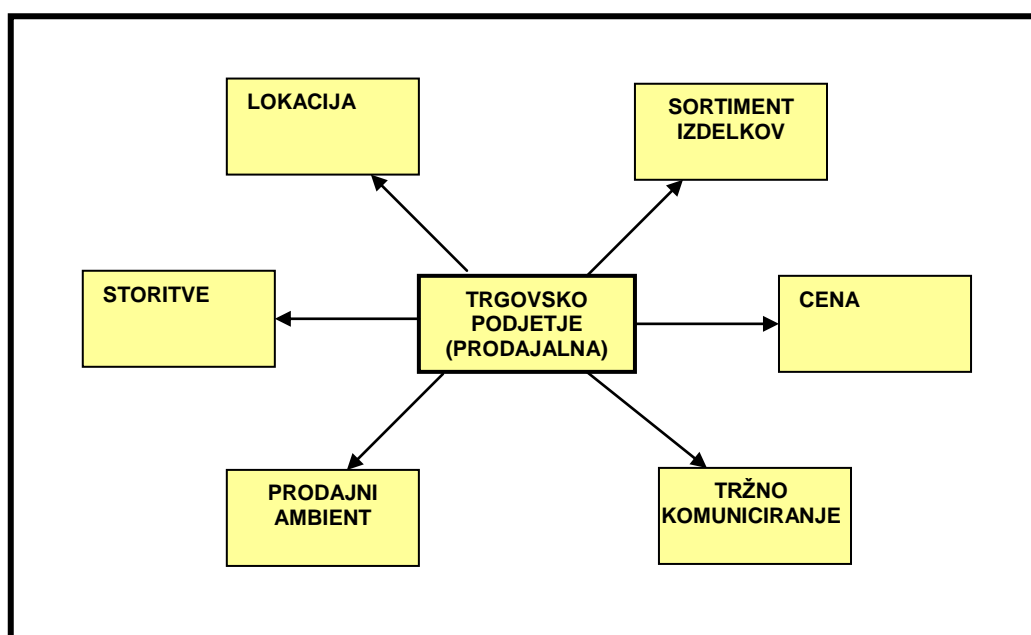 LOKACIJA
SORTIMENT
IZDELKOV
STORITVE
TRGOVSKO
PODJETJE
(PRODAJALNA)
CENA
PRODAJNI
AMBIENT
TRŽNO
KOMUNICIRANJE